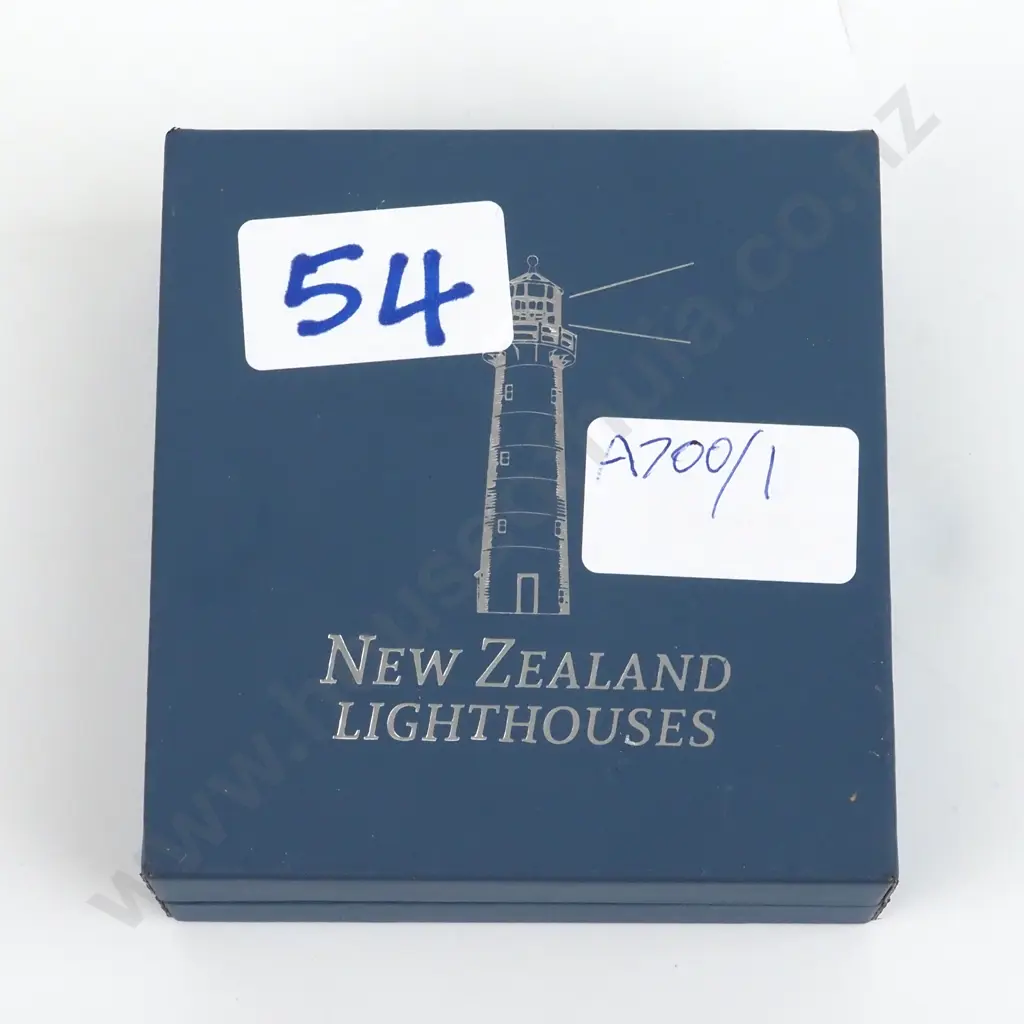 54
A700/1
NEW ZEALAND
LIGHTHOUSES